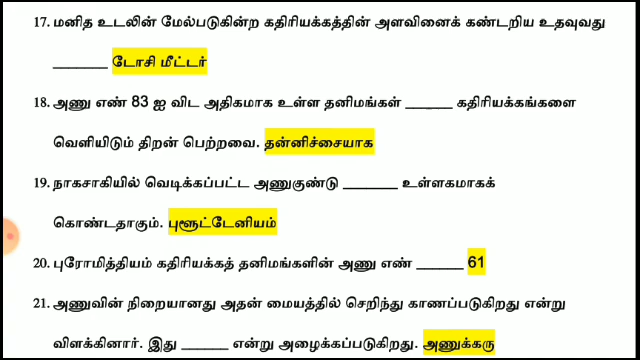 17. மனித உடலின் மேல்படுகின்ற கதிரியக்கத்தின் அளவினைக் கண்டறிய உதவுவது
_______ டோசி மீட்டர்
18. அணு எண் 83 ஐ விட அதிகமாக உள்ள தனிமங்கள் ______ கதிரியக்கங்களை
வெளியிடும் திறன் பெற்றவை. தன்னிச்சையாக
19. நாகசாகியில் வெடிக்கப்பட்ட அணுகுண்டு _______ உள்ளகமாகக்
கொண்டதாகும். புளூட்டேனியம்
20. புரோமித்தியம் கதிரியக்கத் தனிமங்களின் அணு எண் ______ 61
21. அணுவின் நிறையானது அதன் மையத்தில் செறிந்து காணப்படுகிறது என்று
விளக்கினார். இது ______ என்று அழைக்கப்படுகிறது. அணுக்கரு